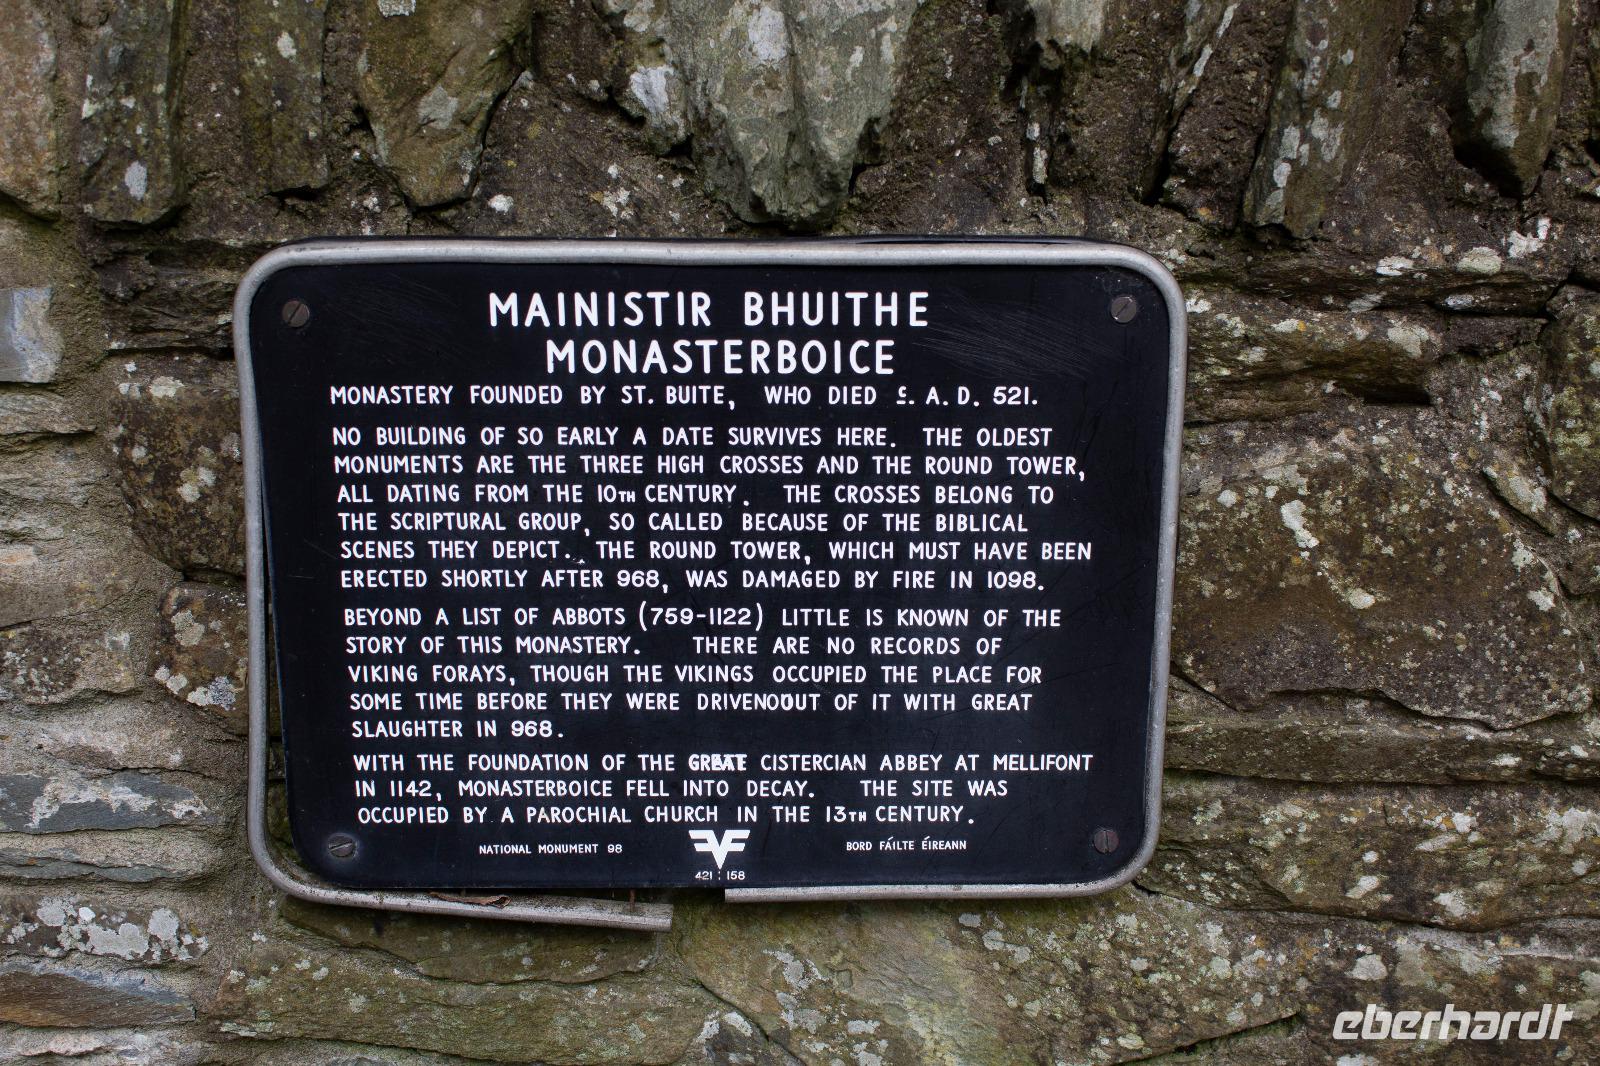 MAINISTIR BHUITHE
MONASTERBOICE
MONASTERY FOUNDED BY ST. BUITE, WHO DIED c. A. D. 521.
NO BUILDING OF SO EARLY A DATE SURVIVES HERE. THE OLDEST
MONUMENTS ARE THE THREE HIGH CROSSES AND THE ROUND TOWER,
ALL DATING FROM THE 10TH CENTURY. THE CROSSES BELONG TO
THE SCRIPTURAL GROUP, SO CALLED BECAUSE OF THE BIBLICAL
SCENES THEY DEPICT. THE ROUND TOWER, WHICH MUST HAVE BEEN
ERECTED SHORTLY AFTER 968, WAS DAMAGED BY FIRE IN 1098.
BEYOND A LIST OF ABBOTS (759-1122) LITTLE IS KNOWN OF THE
STORY OF THIS MONASTERY. THERE ARE NO RECORDS OF
VIKING FORAYS, THOUGH THE VIKINGS OCCUPIED THE PLACE FOR
SOME TIME BEFORE THEY WERE DRIVENOOUT OF IT WITH GREAT
SLAUGHTER IN 968.
WITH THE FOUNDATION OF THE GREAT CISTERCIAN ABBEY AT MELLIFONT
IN 1142, MONASTERBOICE FELL INTO DECAY. THE SITE WAS
OCCUPIED BY A PAROCHIAL CHURCH IN THE 13TH CENTURY.
NATIONAL MONUMENT 98
BORD FÁILTE ÉIREANN
421 : 158
eberhardt